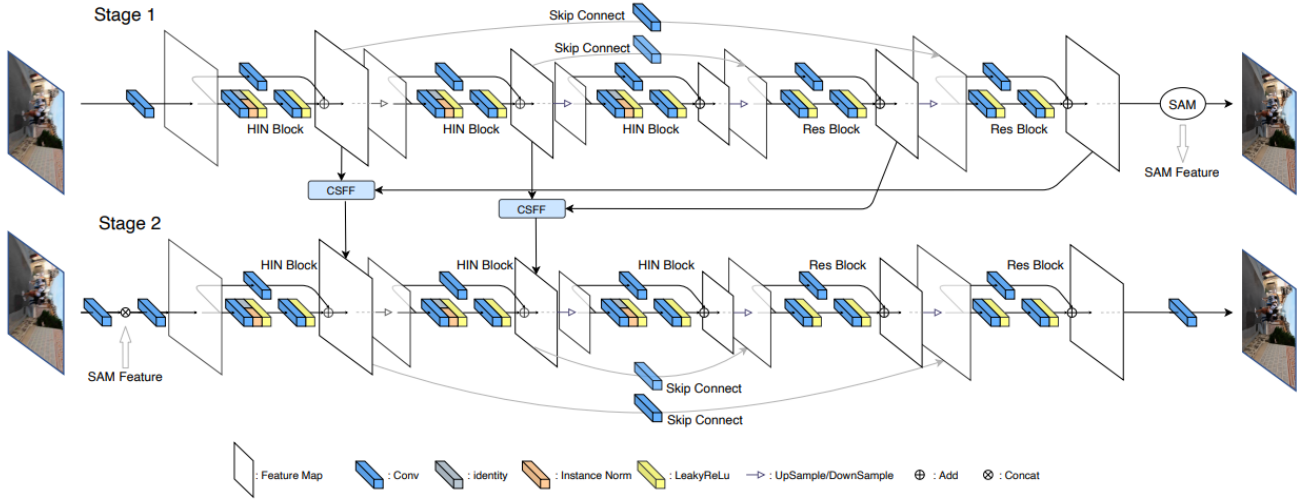 Stage 1
Skip Connect
Skip Connect
HIN Block
HIN Block
HIN Block
Res Block
Res Block
SAM
SAM Feature
CSFF
CSFF
Stage 2
HIN Block
HIN Block
HIN Block
Res Block
Res Block
SAM Feature
Skip Connect
Skip Connect
: Feature Map : Conv : identity : Instance Norm : LeakyReLu : UpSample/DownSample : Add : Concat